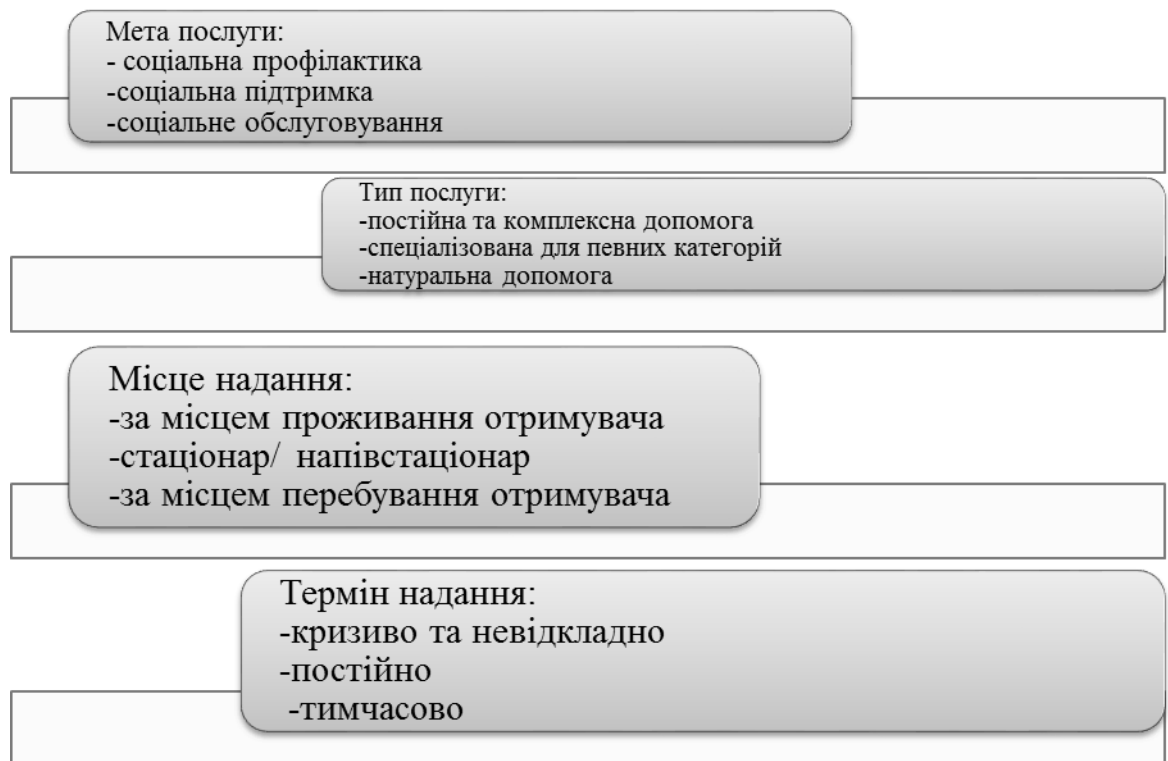 Мета послуги:
- соціальна профілактика
-соціальна підтримка
-соціальне обслуговування
Тип послуги:
-постійна та комплексна допомога
-спеціалізована для певних категорій
-натуральна допомога
Місце надання:
-за місцем проживання отримувача
-стаціонар/ напівстаціонар
-за місцем перебування отримувача
Термін надання:
-кризиво та невідкладно
-постійно
-тимчасово